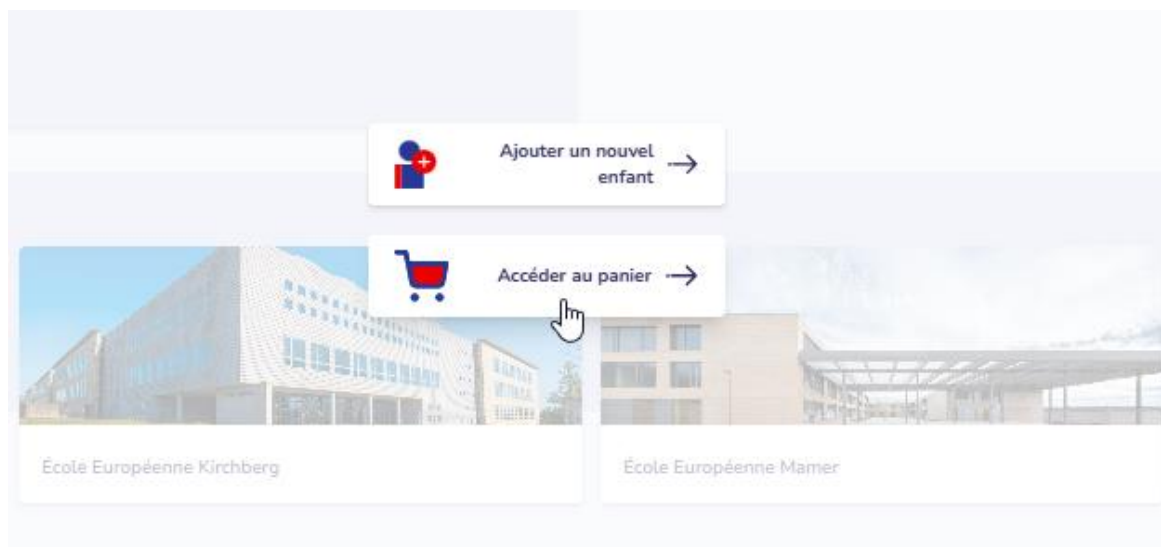 Ajouter un nouvel
enfant
Accéder au panier
École Européenne Kirchberg
École Européenne Mamer